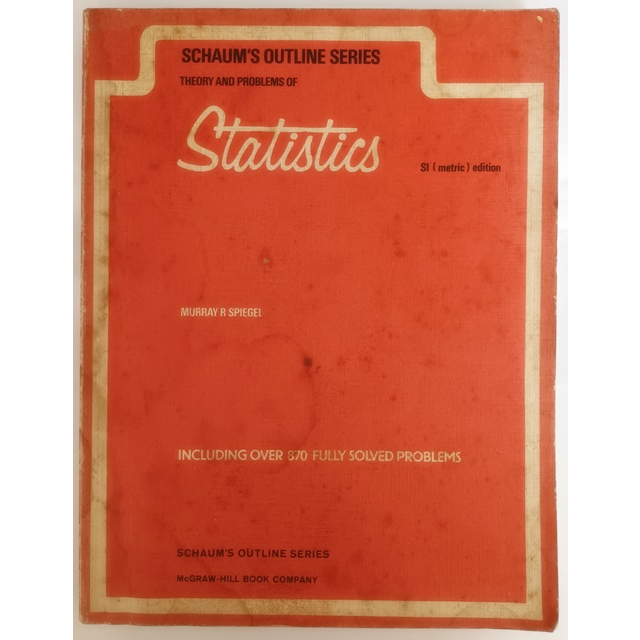 SCHAUM'S OUTLINE SERIES
THEORY AND PROBLEMS OF
Statistics
SI (metric) edition
MURRAY R SPIEGEL
INCLUDING OVER 870 FULLY SOLVED PROBLEMS
SCHAUM'S OUTLINE SERIES
McGRAW-HILL BOOK COMPANY